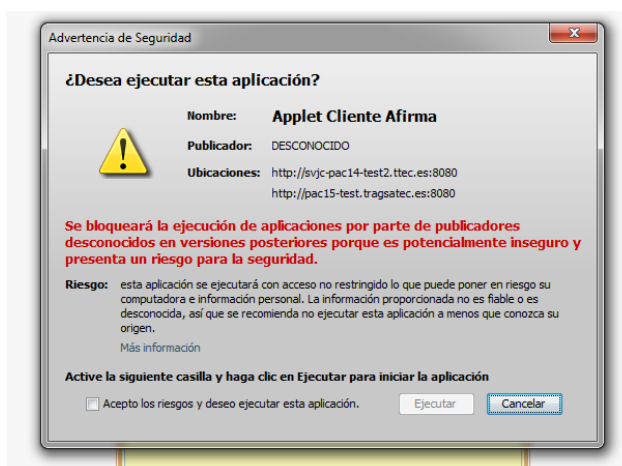 Advertencia de Seguridad
¿Desea ejecutar esta aplicación?
Nombre: Applet Cliente Afirma
Publicador: DESCONOCIDO
Ubicaciones: http://svjc-pac14-test2.ttec.es:8080
http://pac15-test.tragsatec.es:8080
Se bloqueará la ejecución de aplicaciones por parte de publicadores
desconocidos en versiones posteriores porque es potencialmente inseguro y
presenta un riesgo para la seguridad.
Riesgo: esta aplicación se ejecutará con acceso no restringido lo que puede poner en riesgo su
computadora e información personal. La información proporcionada no es fiable o es
desconocida, así que se recomienda no ejecutar esta aplicación a menos que conozca su
origen.
Más información
Active la siguiente casilla y haga clic en Ejecutar para iniciar la aplicación
Acepto los riesgos y deseo ejecutar esta aplicación. Ejecutar Cancelar